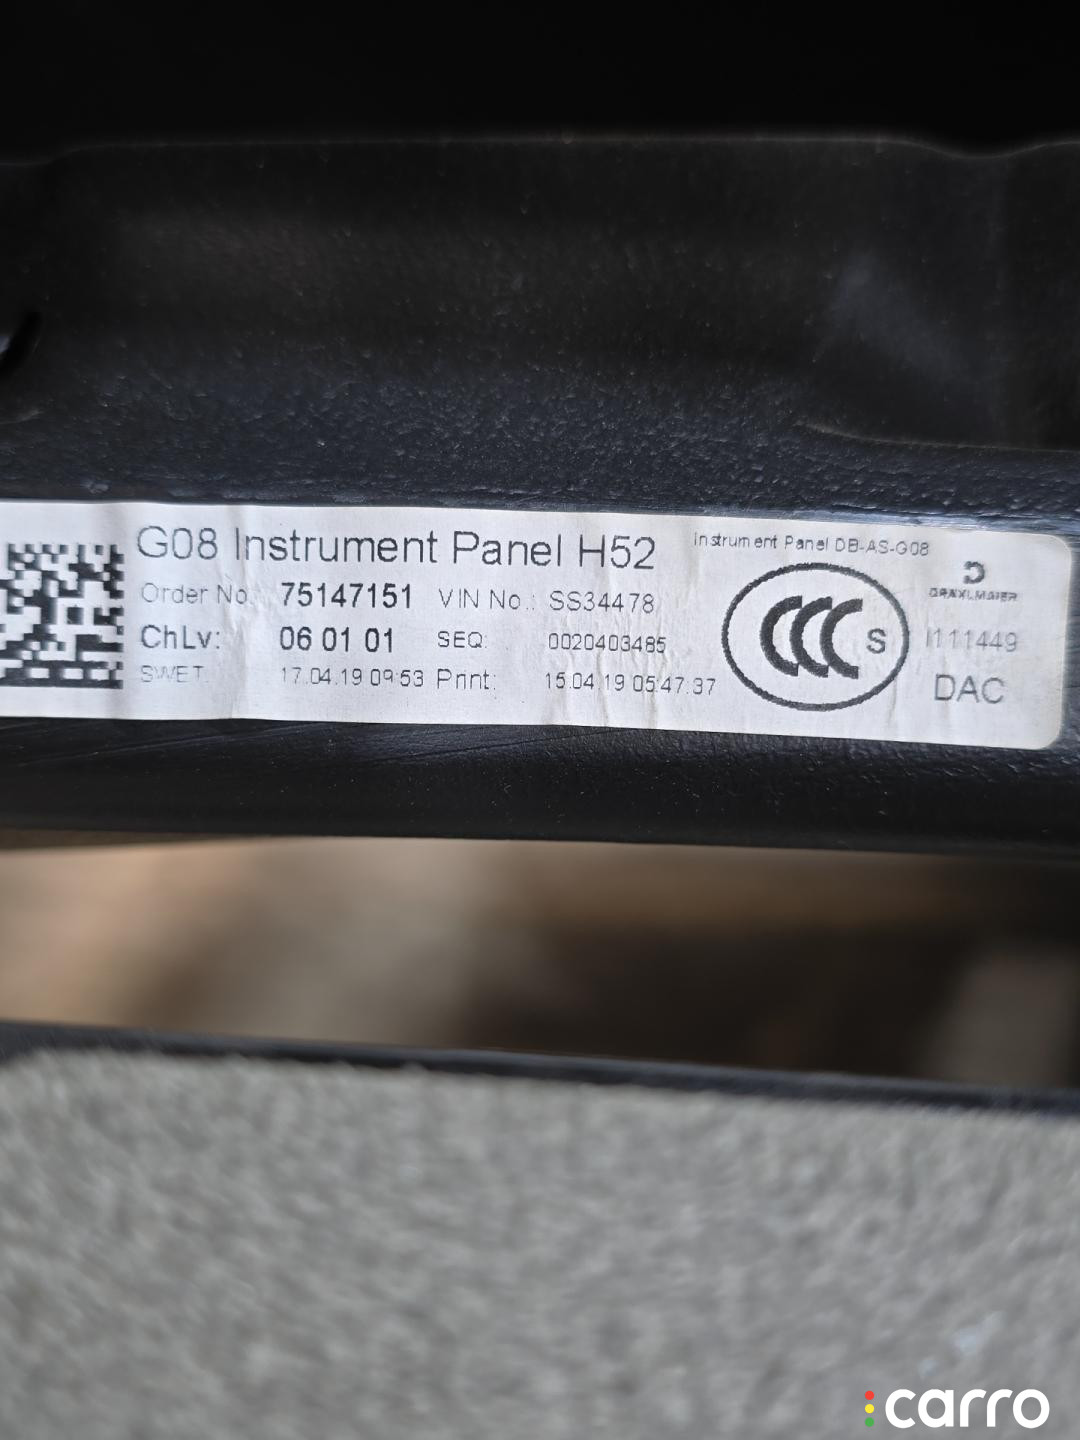 G08 Instrument Panel H52
Instrument Panel DB-AS-G08
Order No.: 75147151 VIN No.: SS34478
DRÄXLMAIER
ChLv: 06 01 01 SEQ: 0020403485
CCC S
I111449
SWET: 17.04.19 09:53 Print: 15.04.19 05:47:37
DAC
carro